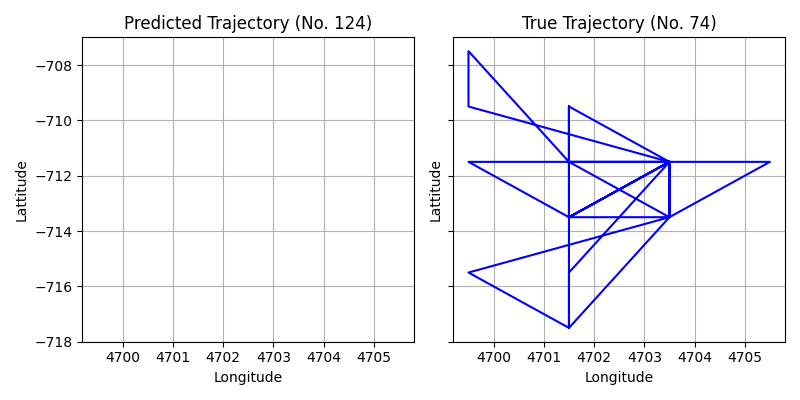 Predicted Trajectory (No. 124)
True Trajectory (No. 74)
−708
−710
−712
−714
−716
−718
Lattitude
Lattitude
4700 4701 4702 4703 4704 4705
4700 4701 4702 4703 4704 4705
Longitude
Longitude